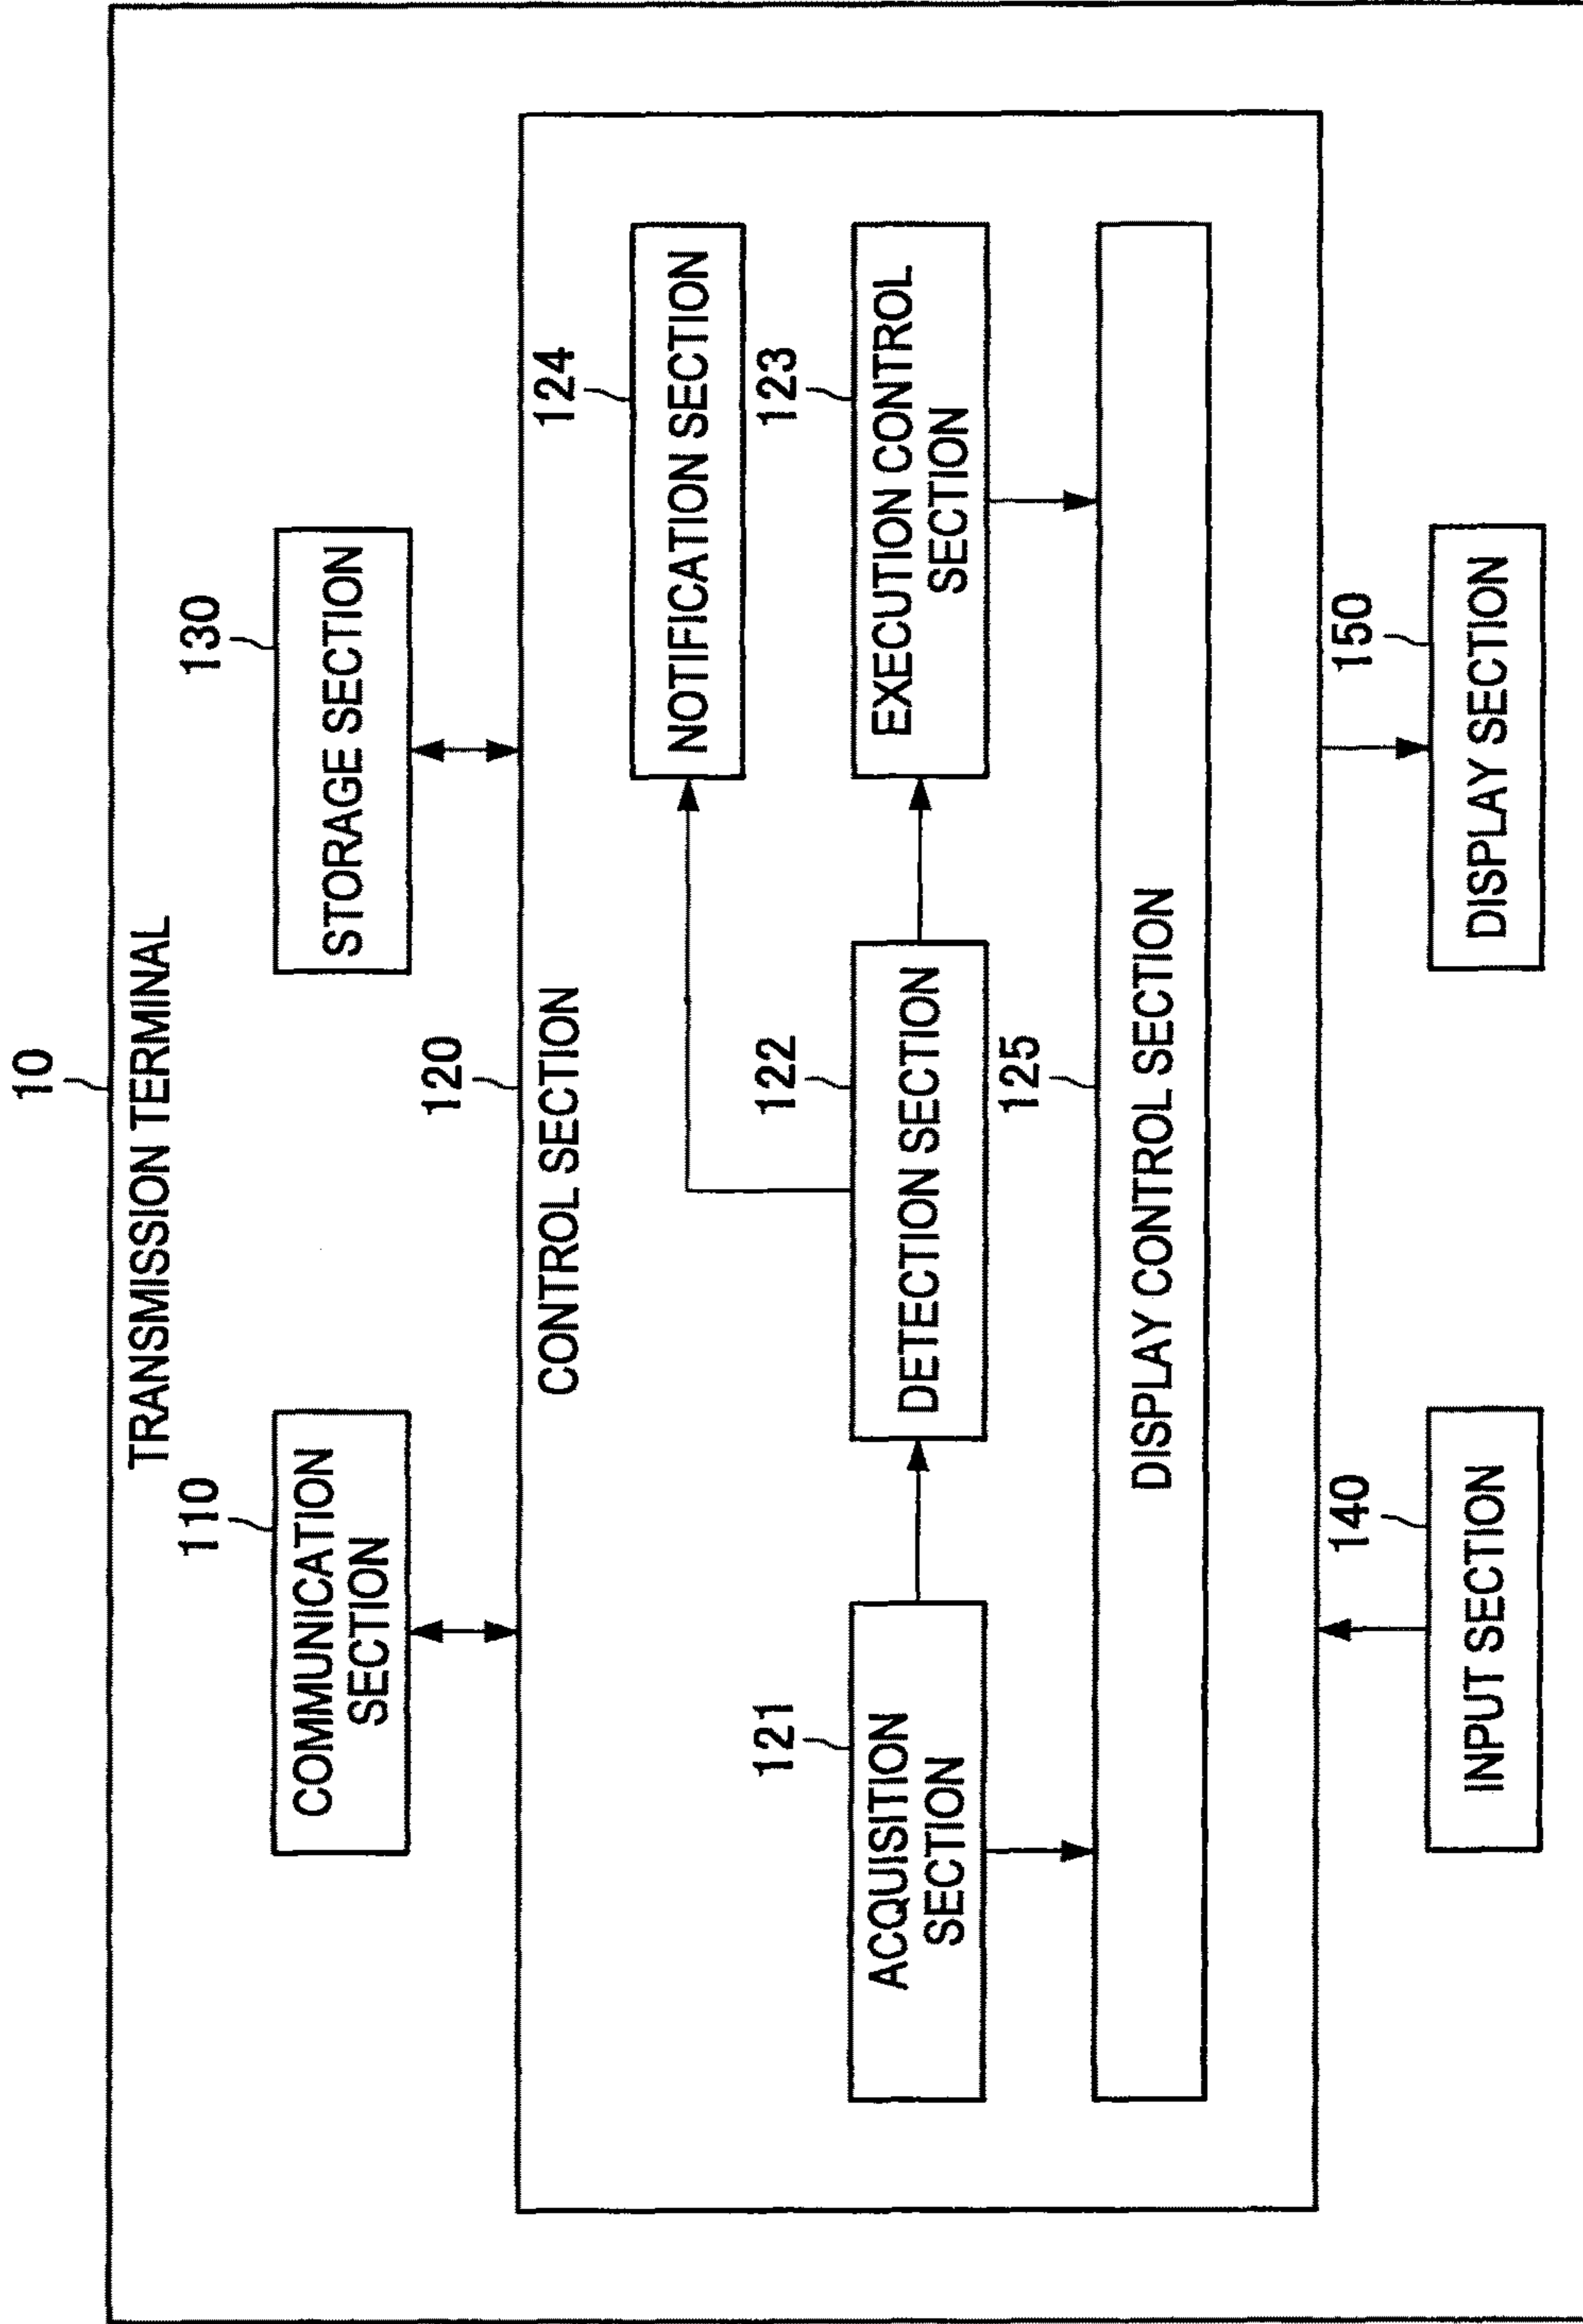 10
TRANSMISSION TERMINAL
110
COMMUNICATION
SECTION
130
STORAGE SECTION
120
CONTROL SECTION
124
NOTIFICATION SECTION
121
ACQUISITION
SECTION
122
DETECTION SECTION
123
EXECUTION CONTROL
SECTION
125
DISPLAY CONTROL SECTION
140
INPUT SECTION
150
DISPLAY SECTION